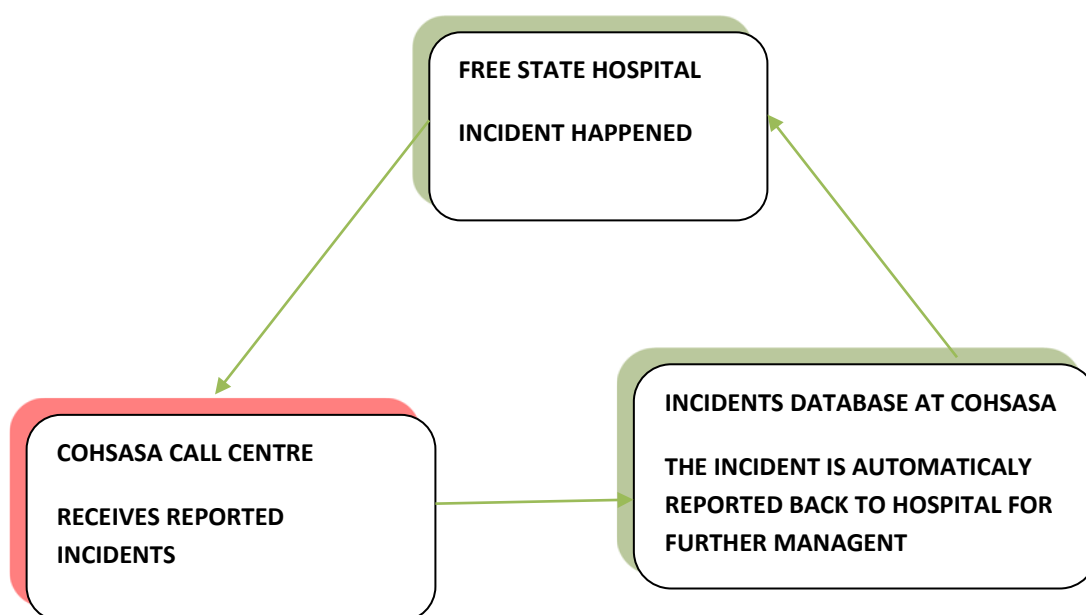 FREE STATE HOSPITAL
INCIDENT HAPPENED
COHSASA CALL CENTRE
RECEIVES REPORTED
INCIDENTS
INCIDENTS DATABASE AT COHSASA
THE INCIDENT IS AUTOMATICALY
REPORTED BACK TO HOSPITAL FOR
FURTHER MANAGENT